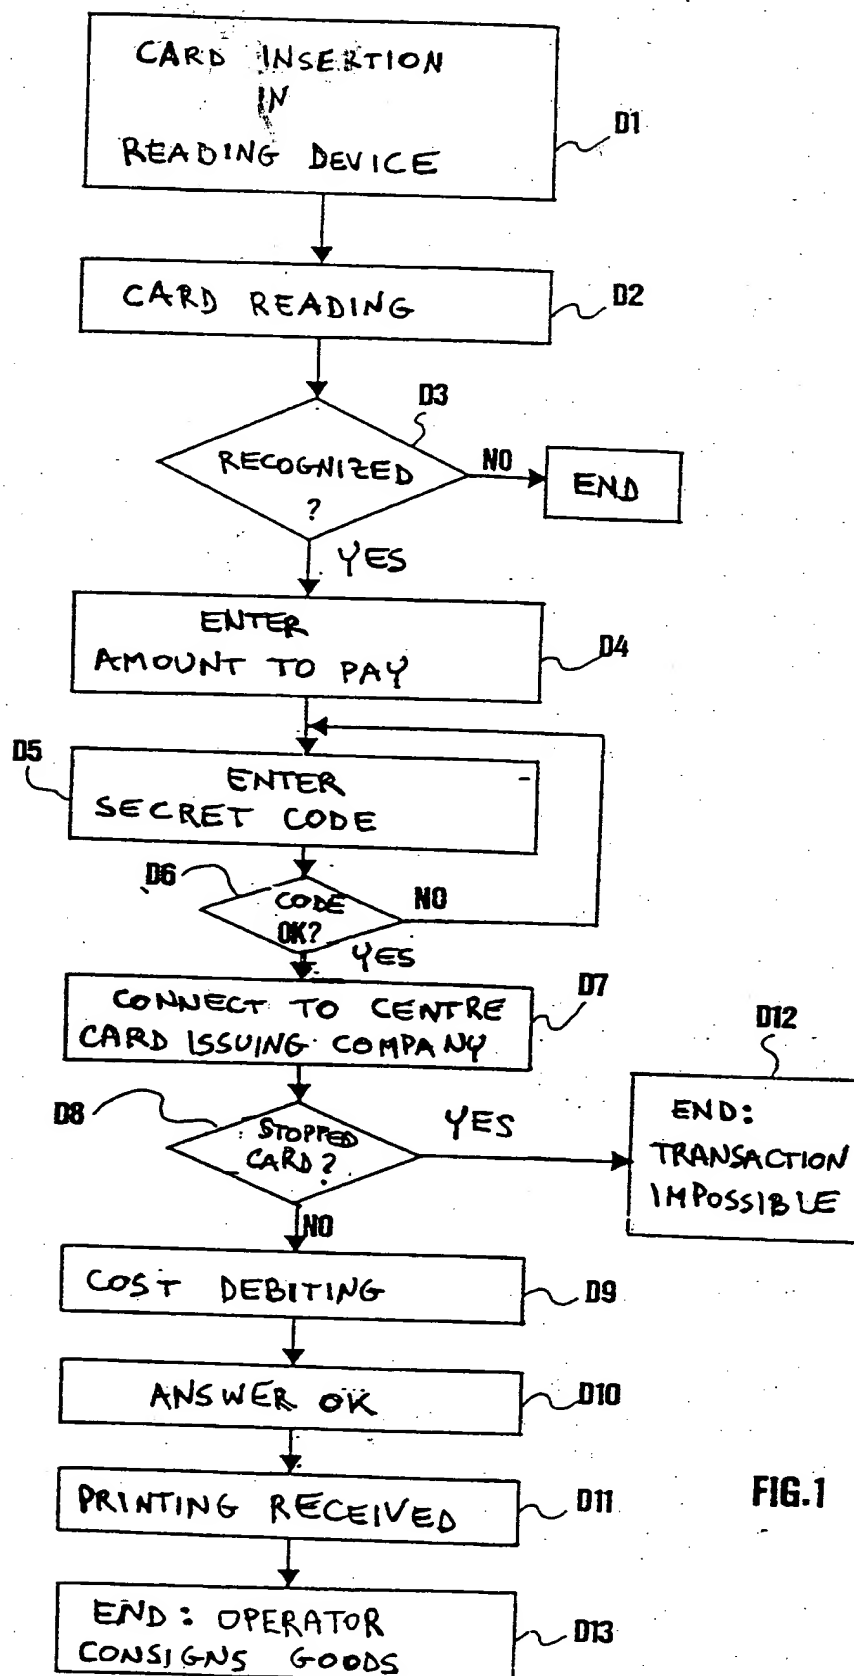 CARD INSERTION
IN
READING DEVICE
D1
CARD READING
D2
D3
RECOGNIZED
?
NO
END
YES
ENTER
AMOUNT TO PAY
D4
D5
ENTER
SECRET CODE
D6
CODE
OK?
NO
YES
CONNECT TO CENTRE
CARD ISSUING COMPANY
D7
D8
STOPPED
CARD?
YES
D12
END:
TRANSACTION
IMPOSSIBLE
NO
COST DEBITING
D9
ANSWER OK
D10
PRINTING RECEIVED
D11
FIG.1
END: OPERATOR
CONSIGNS GOODS
D13